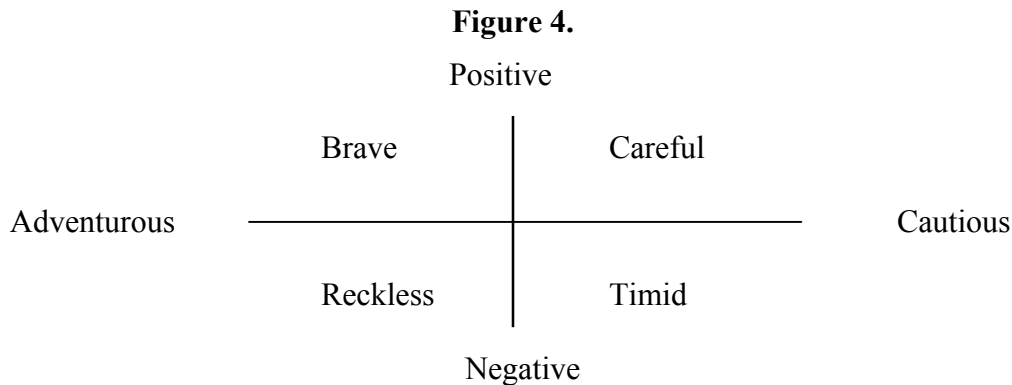 Figure 4.
Positive
Brave Careful
Adventurous Cautious
Reckless Timid
Negative